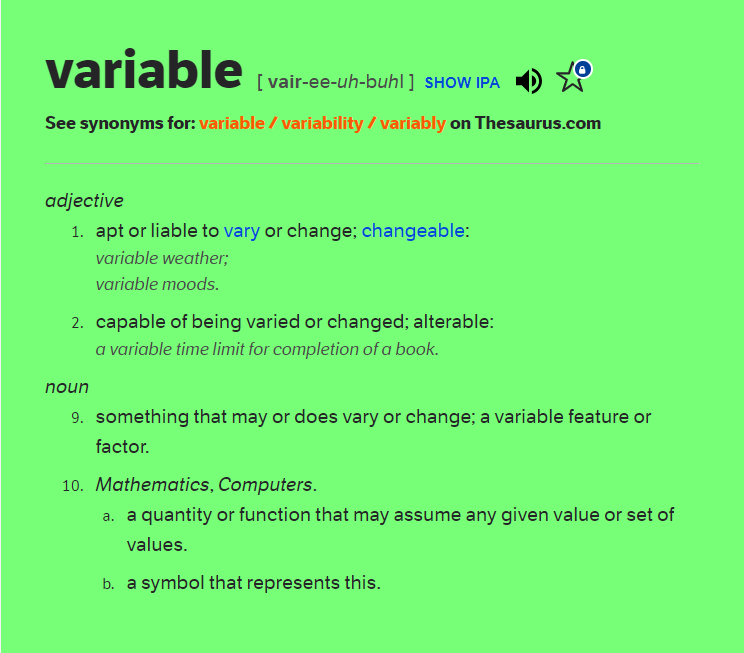 variable [ vair-ee-uh-buhl ] SHOW IPA
See synonyms for: variable / variability / variably on Thesaurus.com
adjective
1. apt or liable to vary or change; changeable:
variable weather;
variable moods.
2. capable of being varied or changed; alterable:
a variable time limit for completion of a book.
noun
9. something that may or does vary or change; a variable feature or
factor.
10. Mathematics, Computers.
a. a quantity or function that may assume any given value or set of
values.
b. a symbol that represents this.